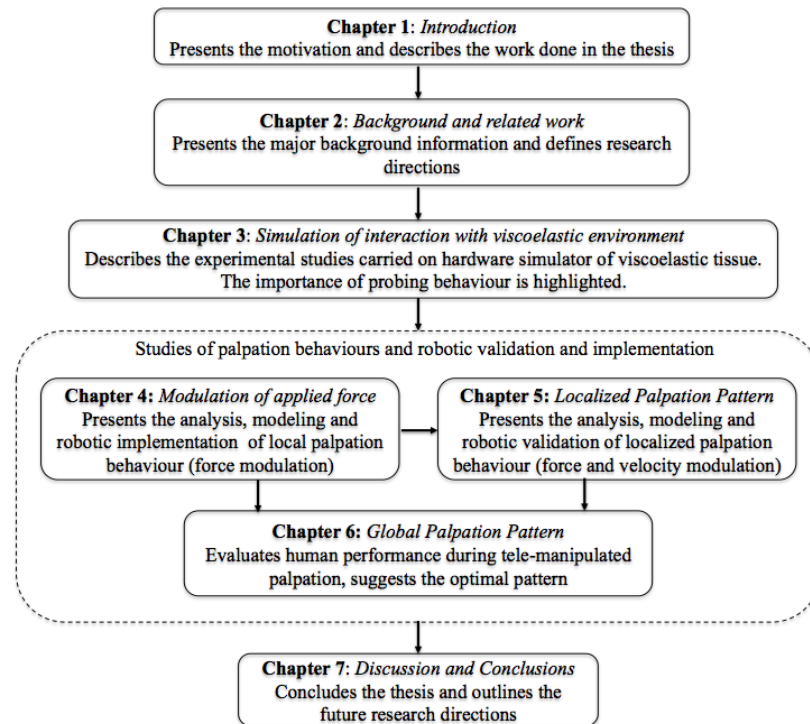 Chapter 1: Introduction
Presents the motivation and describes the work done in the thesis
Chapter 2: Background and related work
Presents the major background information and defines research
directions
Chapter 3: Simulation of interaction with viscoelastic environment
Describes the experimental studies carried on hardware simulator of viscoelastic tissue.
The importance of probing behaviour is highlighted.
Studies of palpation behaviours and robotic validation and implementation
Chapter 4: Modulation of applied force
Presents the analysis, modeling and
robotic implementation of local palpation
behaviour (force modulation)
Chapter 5: Localized Palpation Pattern
Presents the analysis, modeling and
robotic validation of localized palpation
behaviour (force and velocity modulation)
Chapter 6: Global Palpation Pattern
Evaluates human performance during tele-manipulated
palpation, suggests the optimal pattern
Chapter 7: Discussion and Conclusions
Concludes the thesis and outlines the
future research directions